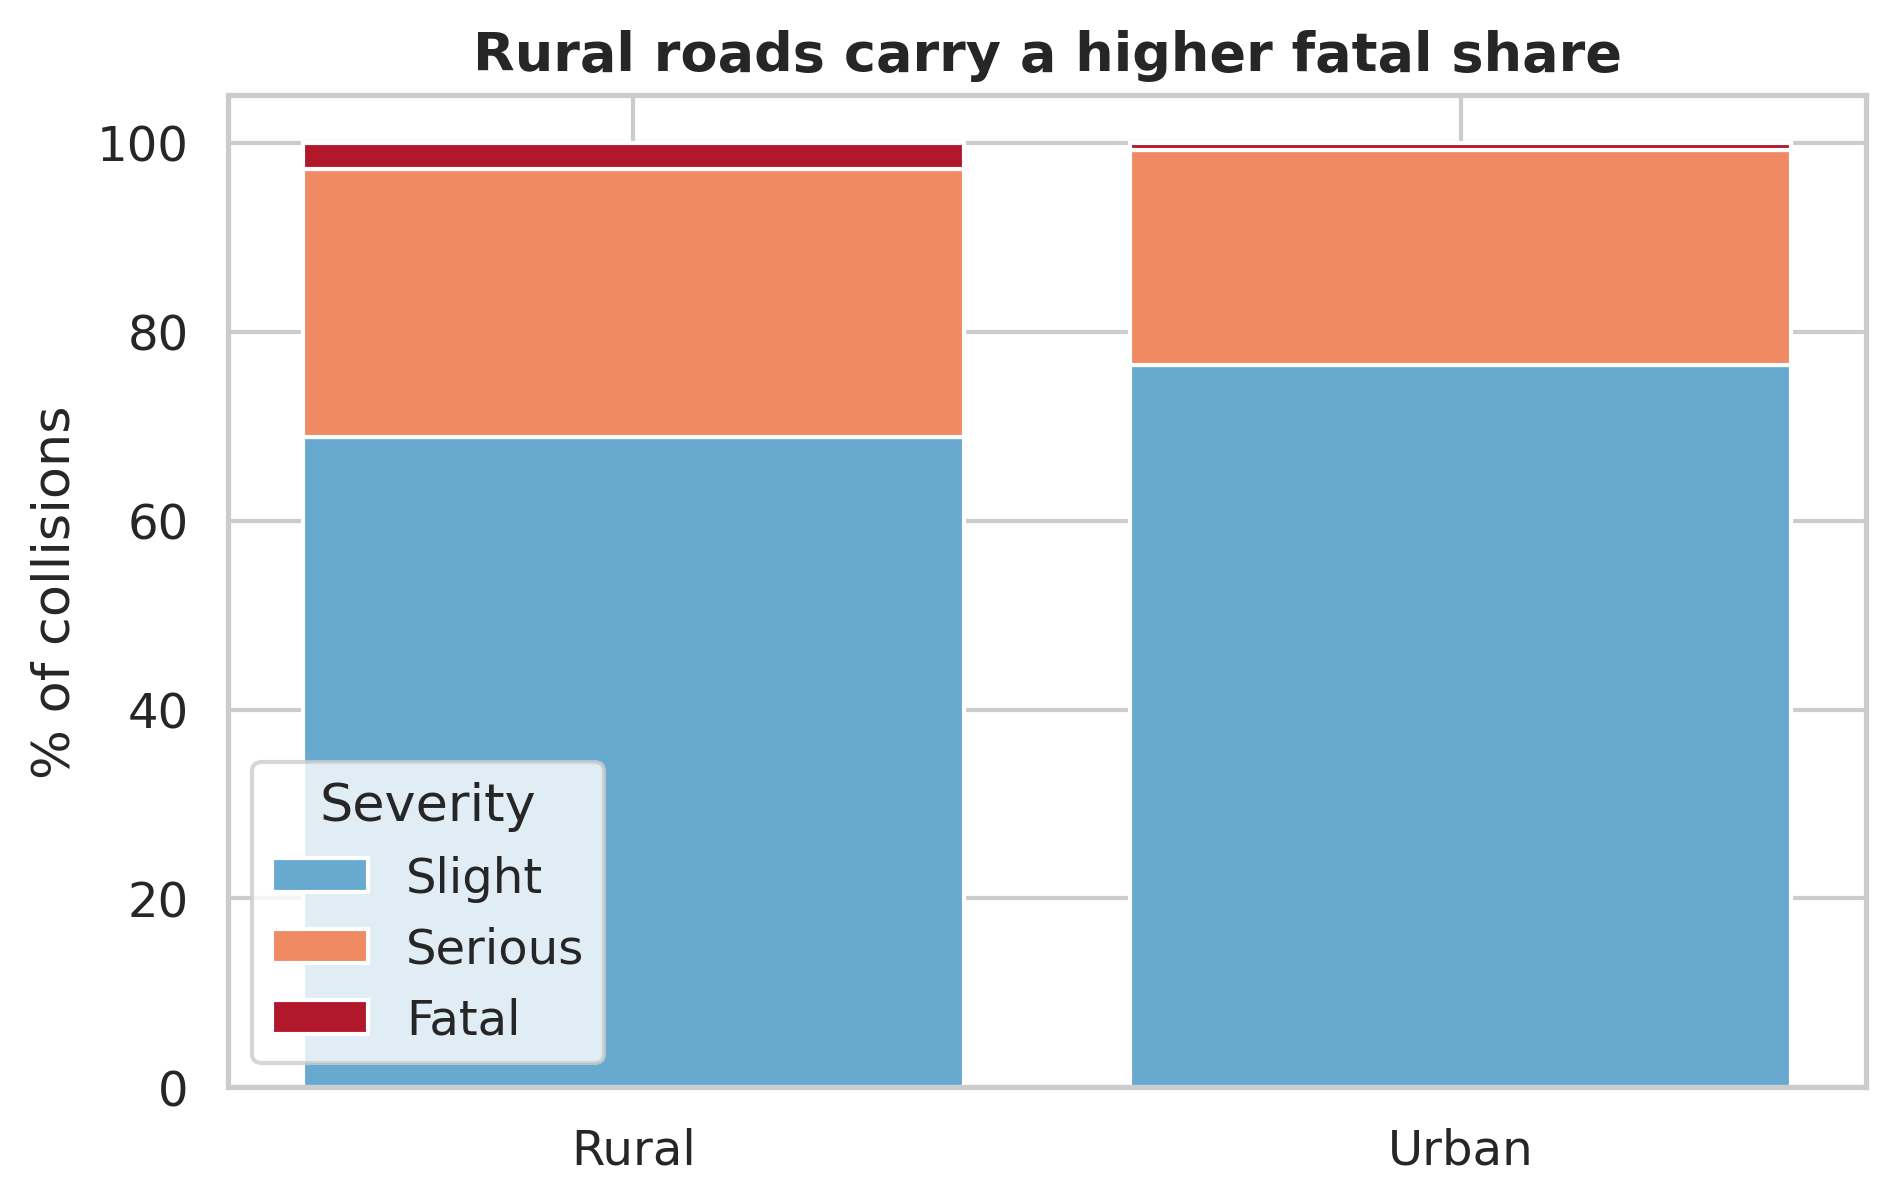 Rural roads carry a higher fatal share
% of collisions
100
80
60
40
20
0
Severity
Slight
Serious
Fatal
Rural
Urban